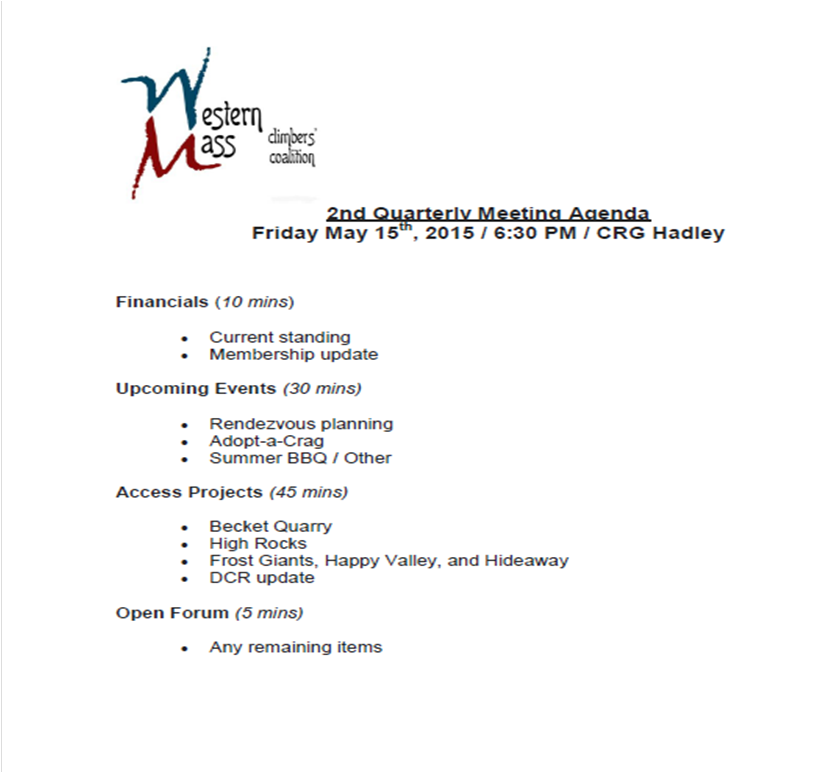 Western
Mass
climbers'
coalition
2nd Quarterly Meeting Agenda
Friday May 15th, 2015 / 6:30 PM / CRG Hadley
Financials (10 mins)
• Current standing
• Membership update
Upcoming Events (30 mins)
• Rendezvous planning
• Adopt-a-Crag
• Summer BBQ / Other
Access Projects (45 mins)
• Becket Quarry
• High Rocks
• Frost Giants, Happy Valley, and Hideaway
• DCR update
Open Forum (5 mins)
• Any remaining items